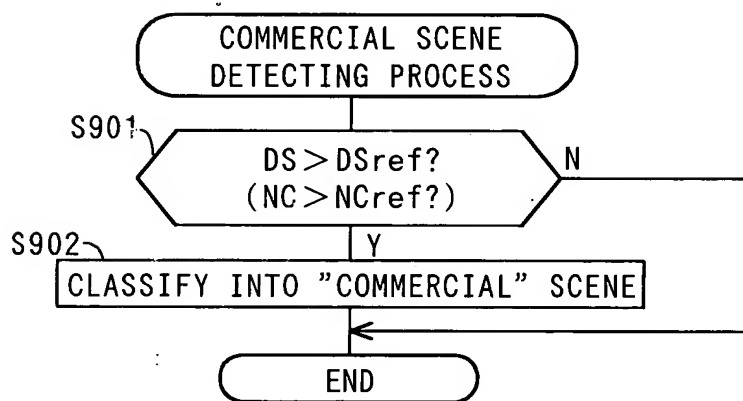 COMMERCIAL SCENE
DETECTING PROCESS
S901
DS>DSref?
(NC>NCref?)
N
Y
S902
CLASSIFY INTO "COMMERCIAL" SCENE
END